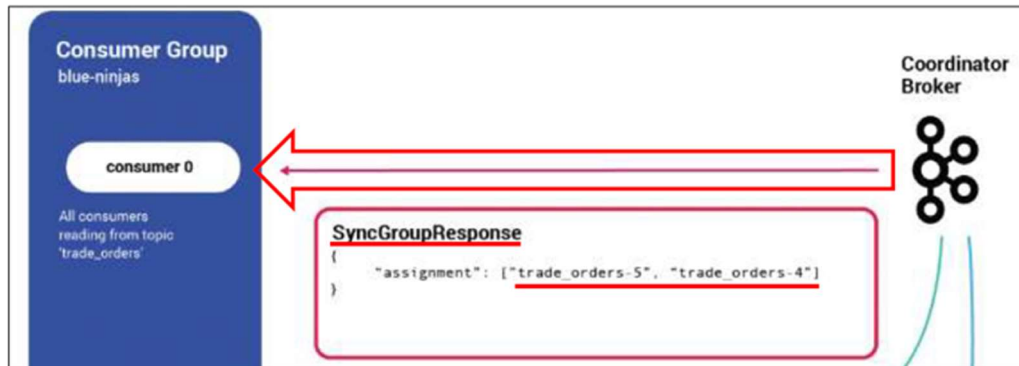 Consumer Group
blue-ninjas
Coordinator
Broker
consumer 0
All consumers
reading from topic
'trade_orders'
SyncGroupResponse
{
"assignment": ["trade_orders-5", "trade_orders-4"]
}